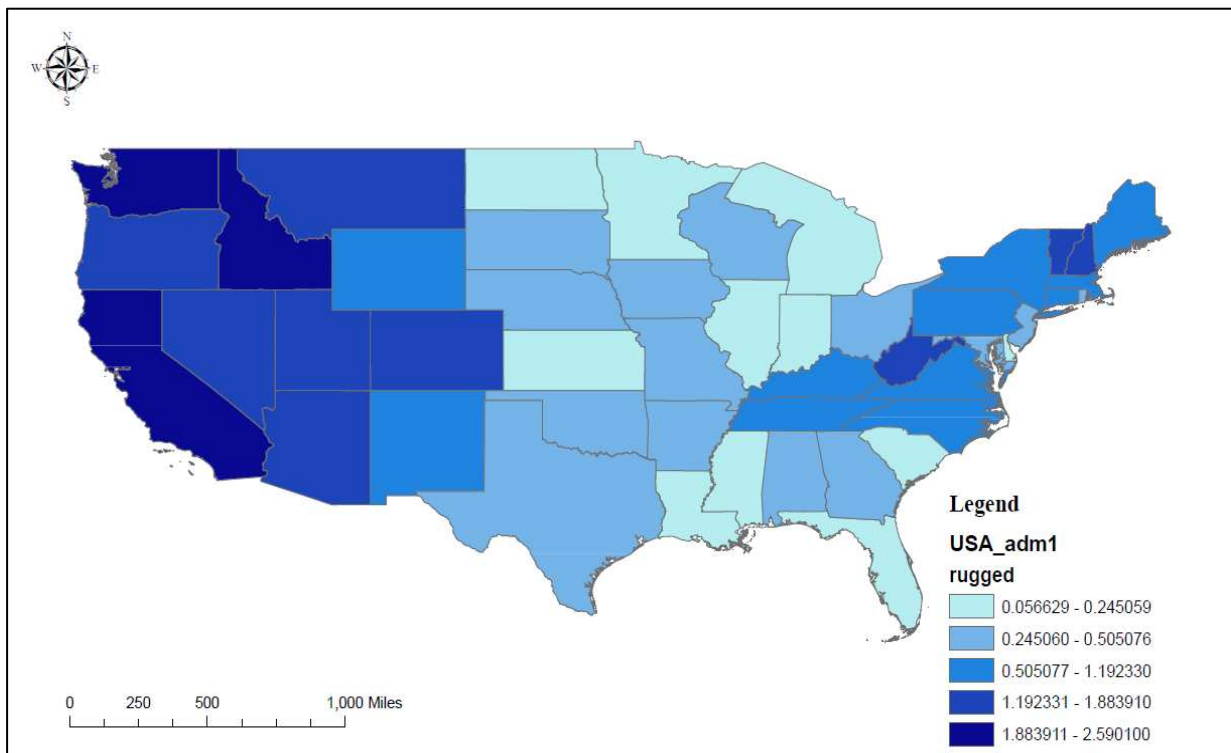 N
W E
S
Legend
USA_adm1
rugged
0.056629 - 0.245059
0.245060 - 0.505076
0.505077 - 1.192330
1.192331 - 1.883910
1.883911 - 2.590100
0 250 500 1,000 Miles